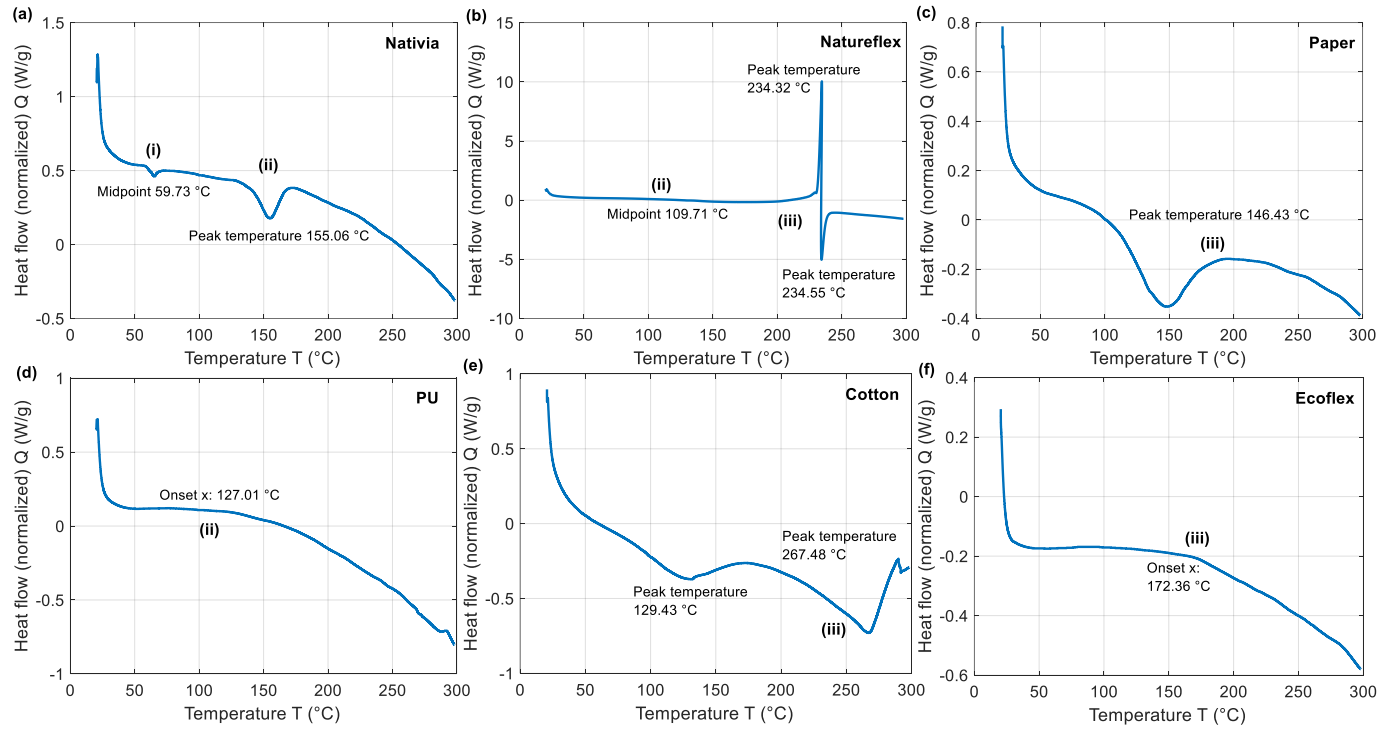 (a)
Nativia
Heat flow (normalized) Q (W/g)
1.5
1
0.5
0
-0.5
(i)
Midpoint 59.73 °C
(ii)
Peak temperature 155.06 °C
0 50 100 150 200 250 300
Temperature T (°C)
(b)
Natureflex
Heat flow (normalized) Q (W/g)
15
10
5
0
-5
-10
Peak temperature
234.32 °C
(ii)
Midpoint 109.71 °C
(iii)
Peak temperature
234.55 °C
0 50 100 150 200 250 300
Temperature T (°C)
(c)
Paper
Heat flow (normalized) Q (W/g)
0.8
0.6
0.4
0.2
0
-0.2
-0.4
Peak temperature 146.43 °C
(iii)
0 50 100 150 200 250 300
Temperature T (°C)
(d)
PU
Heat flow (normalized) Q (W/g)
1
0.5
0
-0.5
-1
Onset x: 127.01 °C
(ii)
0 50 100 150 200 250 300
Temperature T (°C)
(e)
Cotton
Heat flow (normalized) Q (W/g)
1
0.5
0
-0.5
-1
Peak temperature
267.48 °C
Peak temperature
129.43 °C
(iii)
0 50 100 150 200 250 300
Temperature T (°C)
(f)
Ecoflex
Heat flow (normalized) Q (W/g)
0.4
0.2
0
-0.2
-0.4
-0.6
(iii)
Onset x:
172.36 °C
0 50 100 150 200 250 300
Temperature T (°C)